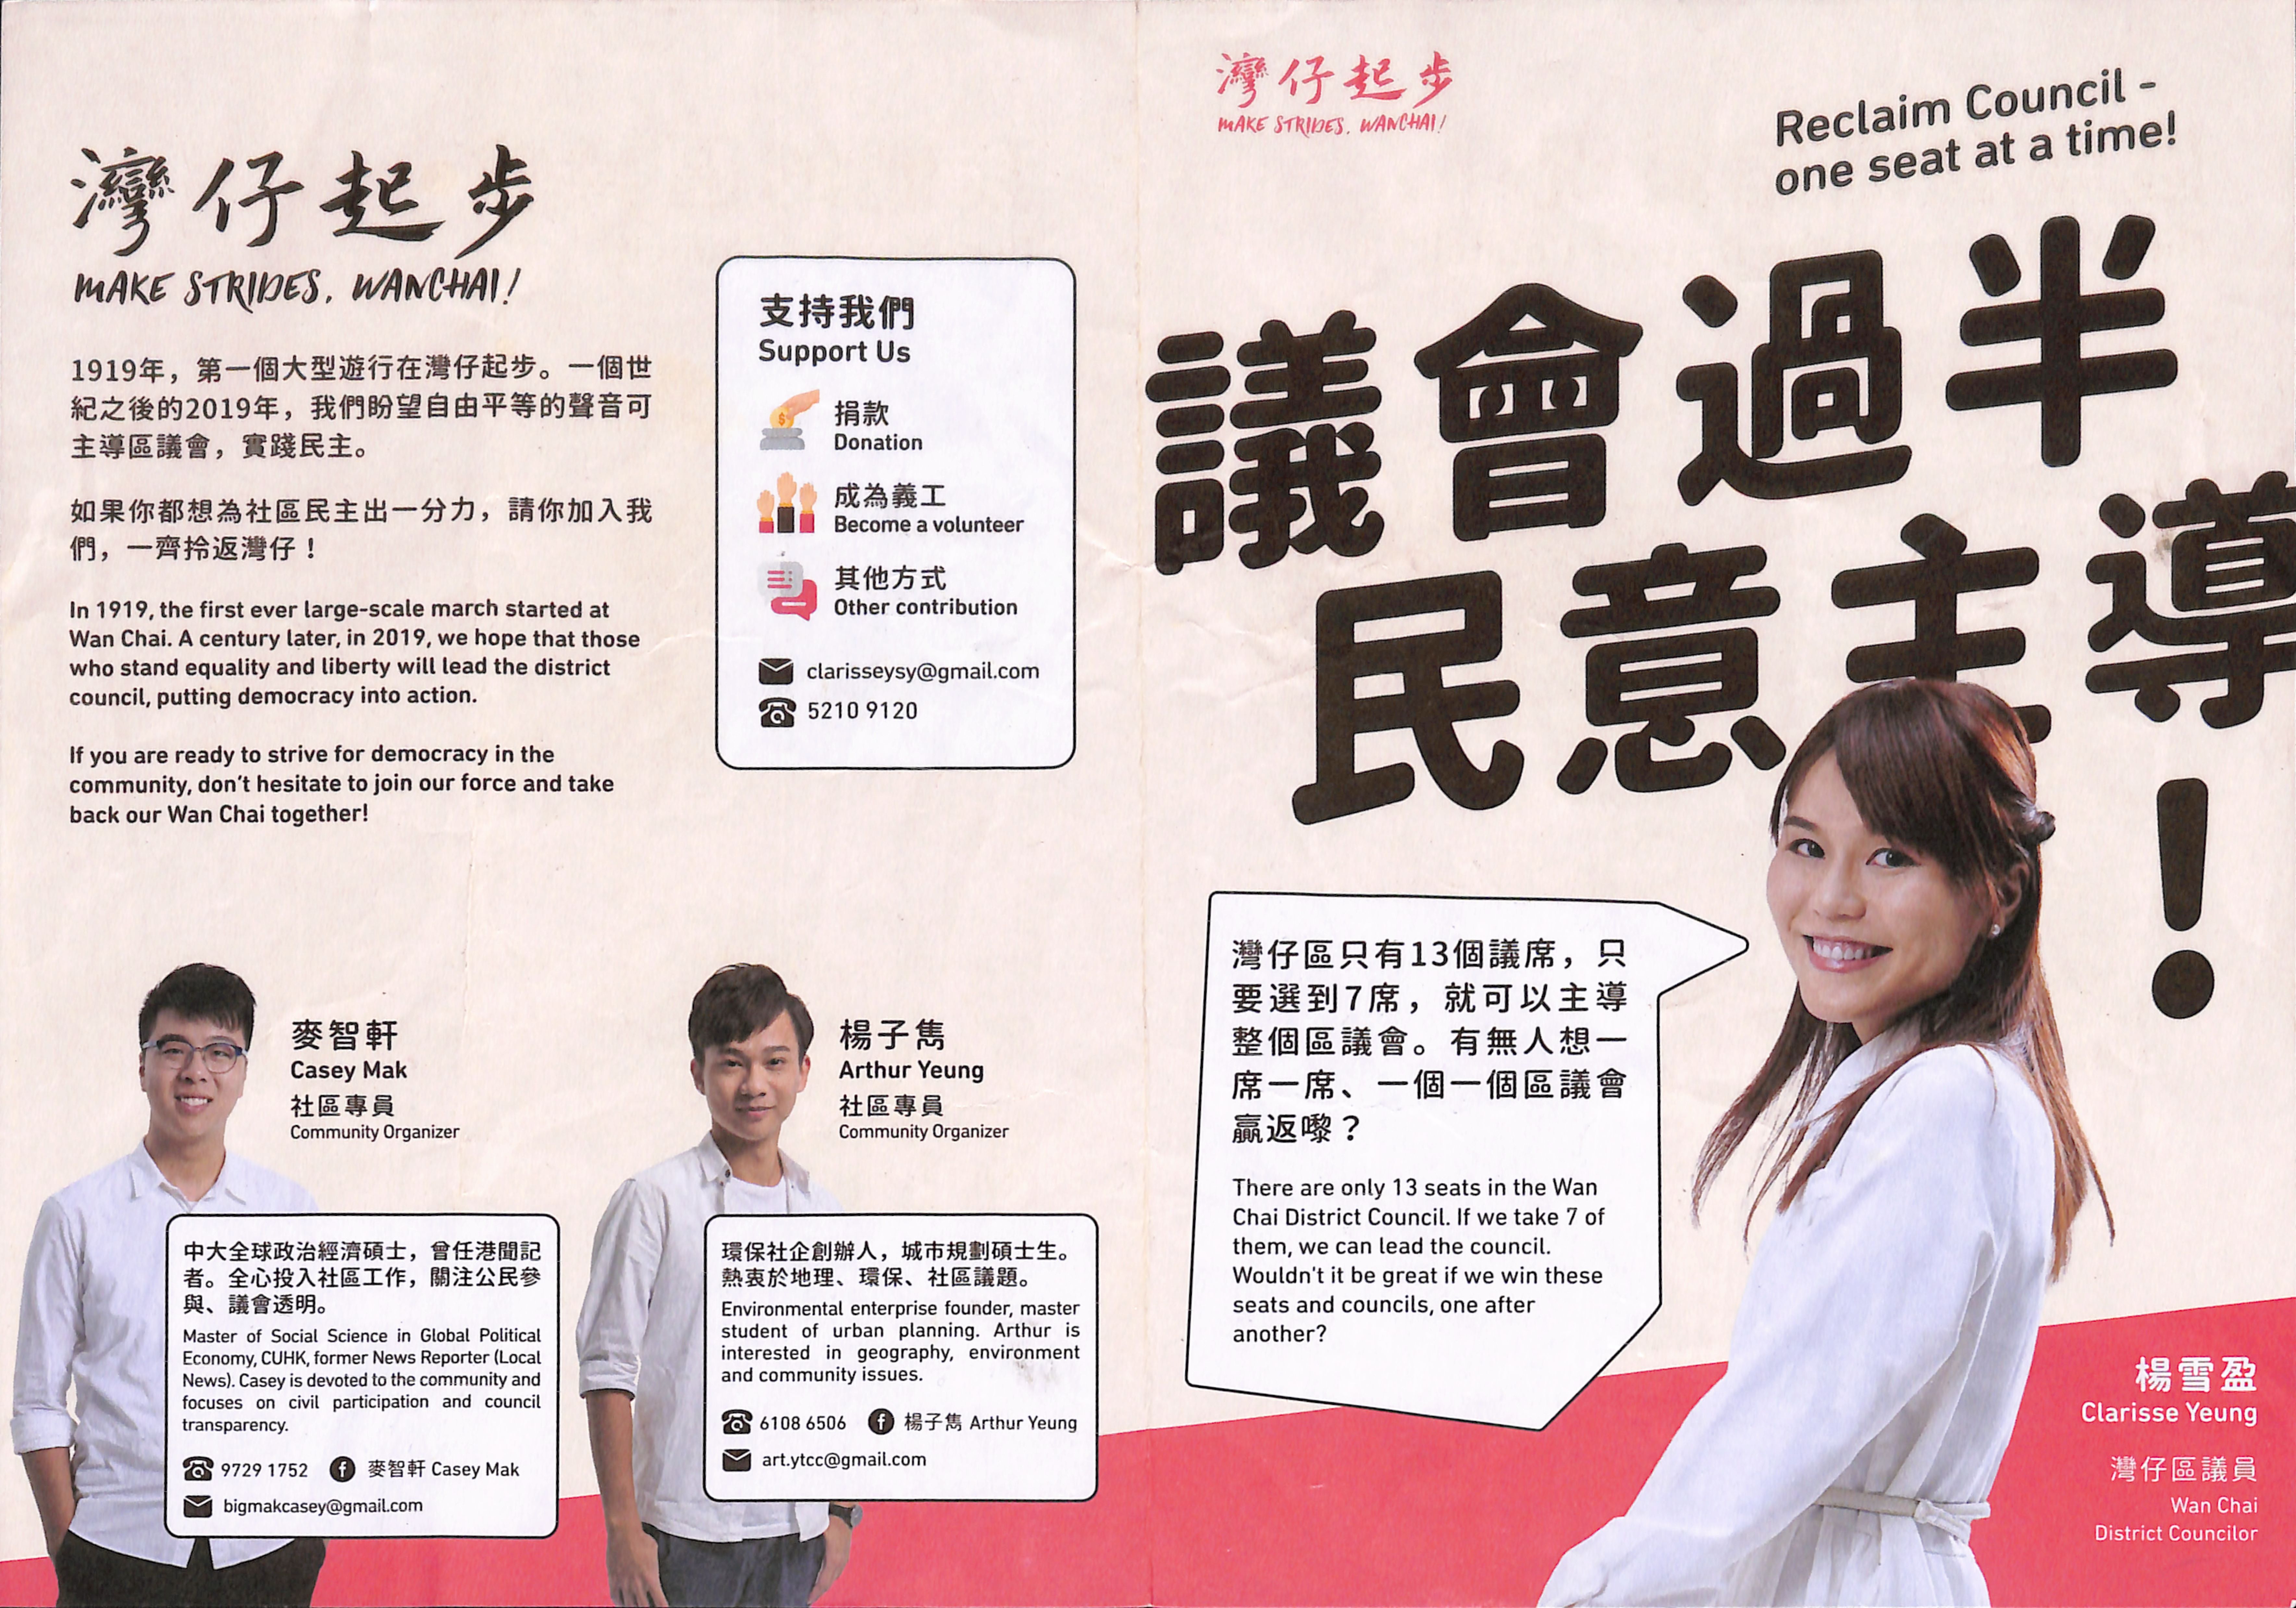 灣仔起步
MAKE STRIDES, WANCHAI!
1919年，第一個大型遊行在灣仔起步。一個世
紀之後的2019年，我們盼望自由平等的聲音可
主導區議會，實踐民主。
如果你都想為社區民主出一分力，請你加入我
們，一齊拎返灣仔！
In 1919, the first ever large-scale march started at
Wan Chai. A century later, in 2019, we hope that those
who stand equality and liberty will lead the district
council, putting democracy into action.
If you are ready to strive for democracy in the
community, don't hesitate to join our force and take
back our Wan Chai together!
支持我們
Support Us
捐款
Donation
成為義工
Become a volunteer
其他方式
Other contribution
clarisseysy@gmail.com
5210 9120
麥智軒
Casey Mak
社區專員
Community Organizer
中大全球政治經濟碩士，曾任港聞記
者。全心投入社區工作，關注公民參
與、議會透明。
Master of Social Science in Global Political
Economy, CUHK, former News Reporter (Local
News). Casey is devoted to the community and
focuses on civil participation and council
transparency.
9729 1752 麥智軒 Casey Mak
bigmakcasey@gmail.com
楊子雋
Arthur Yeung
社區專員
Community Organizer
環保社企創辦人，城市規劃碩士生。
熱衷於地理、環保、社區議題。
Environmental enterprise founder, master
student of urban planning. Arthur is
interested in geography, environment
and community issues.
6108 6506 楊子雋 Arthur Yeung
art.ytcc@gmail.com
灣仔起步
MAKE STRIDES, WANCHAI!
Reclaim Council -
one seat at a time!
議會過半
民意主導！
灣仔區只有13個議席，只
要選到7席，就可以主導
整個區議會。有無人想一
席一席、一個一個區議會
贏返嚟？
There are only 13 seats in the Wan
Chai District Council. If we take 7 of
them, we can lead the council.
Wouldn't it be great if we win these
seats and councils, one after
another?
楊雪盈
Clarisse Yeung
灣仔區議員
Wan Chai
District Councilor